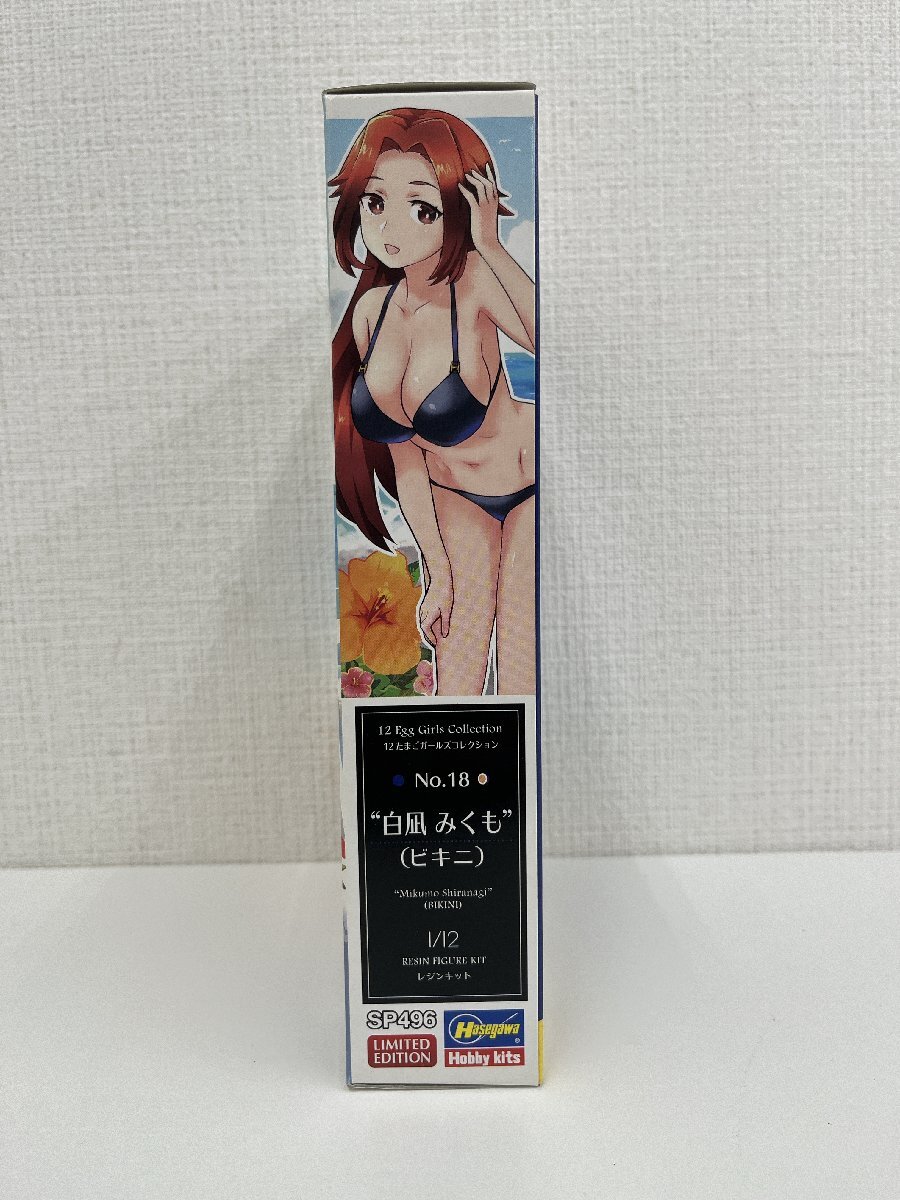 12 Egg Girls Collection
12たまごガールズコレクション
No.18
“白凪 みくも”
(ビキニ)
“Mikumo Shiranagi”
(BIKINI)
1/12
RESIN FIGURE KIT
レジンキット
SP496
LIMITED
EDITION
Hasegawa
®
Hobby kits